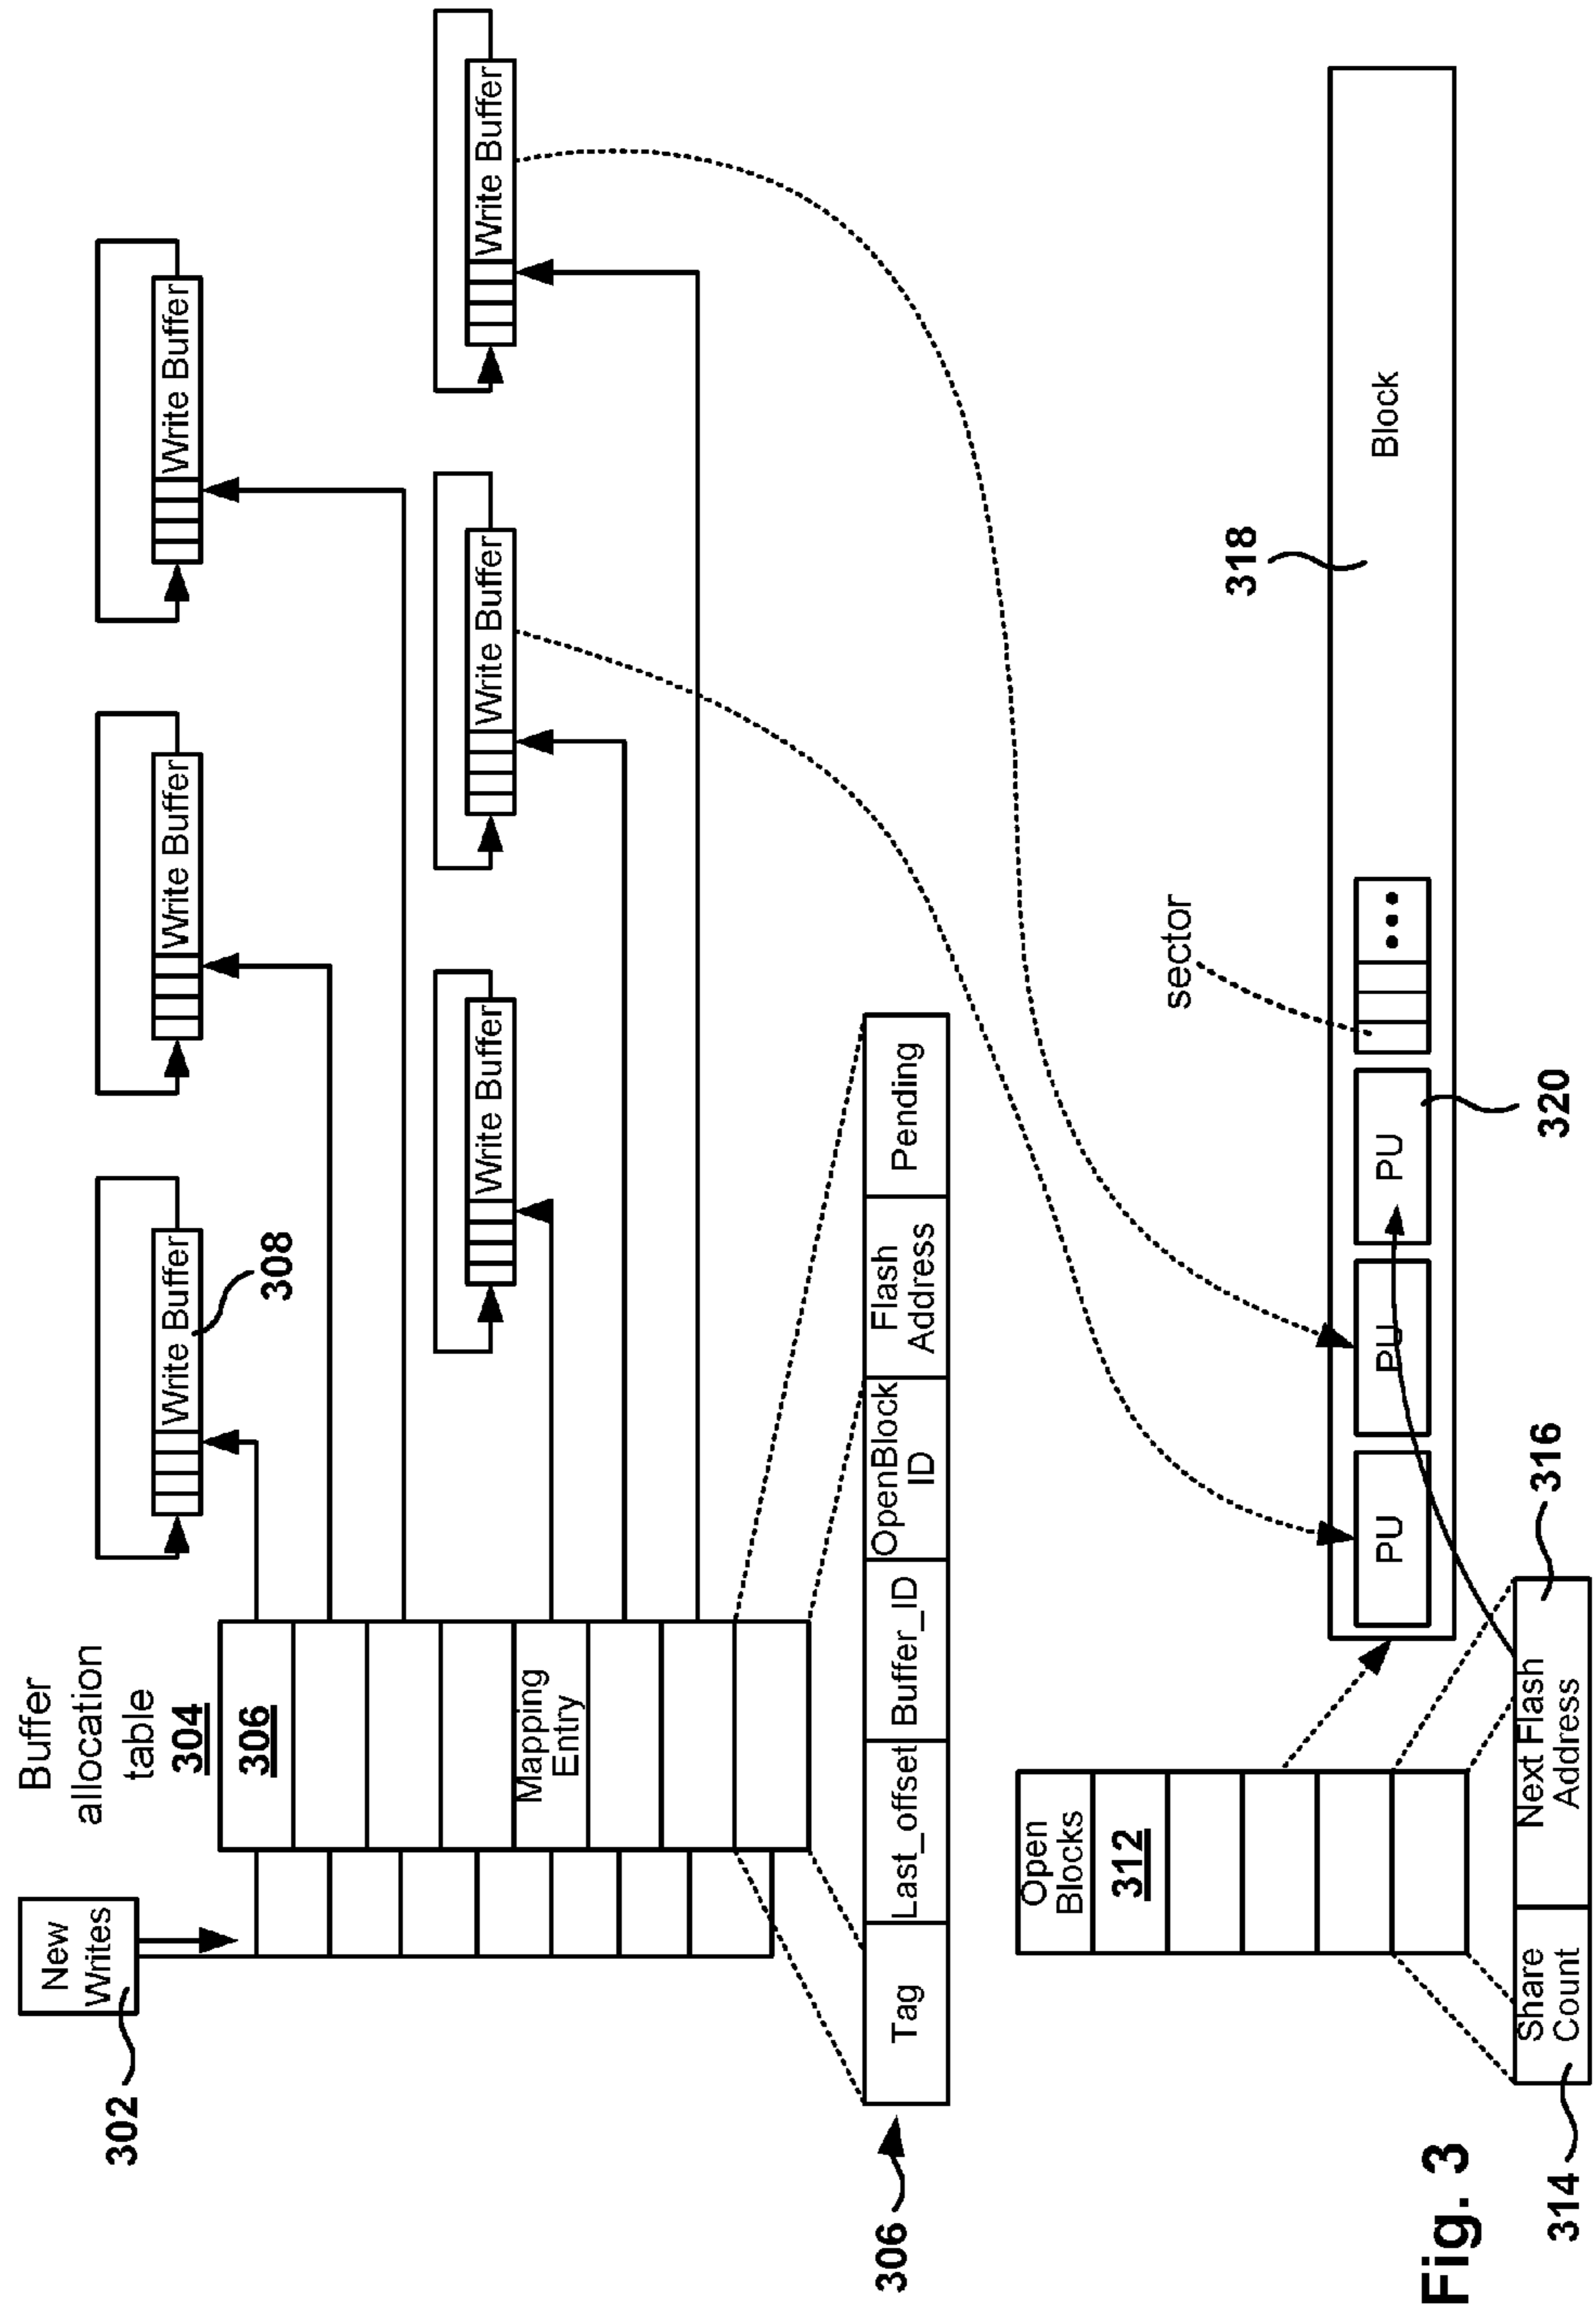 New
Writes
302
Buffer
allocation
table
304
306
Mapping
Entry
Write Buffer
Write Buffer
Write Buffer
308
Write Buffer
Write Buffer
Write Buffer
306
Tag
Last_offset
Buffer_ID
OpenBlock
ID
Flash
Address
Pending
Open
Blocks
312
314
Share
Count
Next Flash
Address
316
PU
PU
PU
320
sector
318
Block
Fig. 3